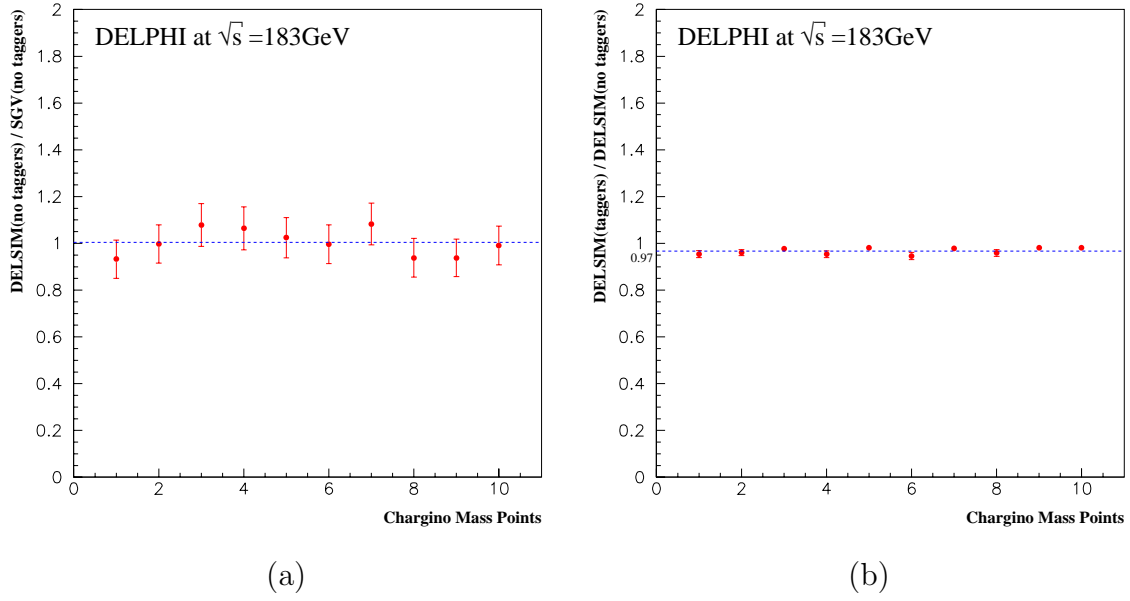 DELPHI at √s =183GeV
DELSIM(no taggers) / SGV(no taggers)
2
1.8
1.6
1.4
1.2
1
0.8
0.6
0.4
0.2
0
0 2 4 6 8 10
Chargino Mass Points
(a)
DELPHI at √s =183GeV
DELSIM(taggers) / DELSIM(no taggers)
2
1.8
1.6
1.4
1.2
1
0.97
0.8
0.6
0.4
0.2
0
0 2 4 6 8 10
Chargino Mass Points
(b)